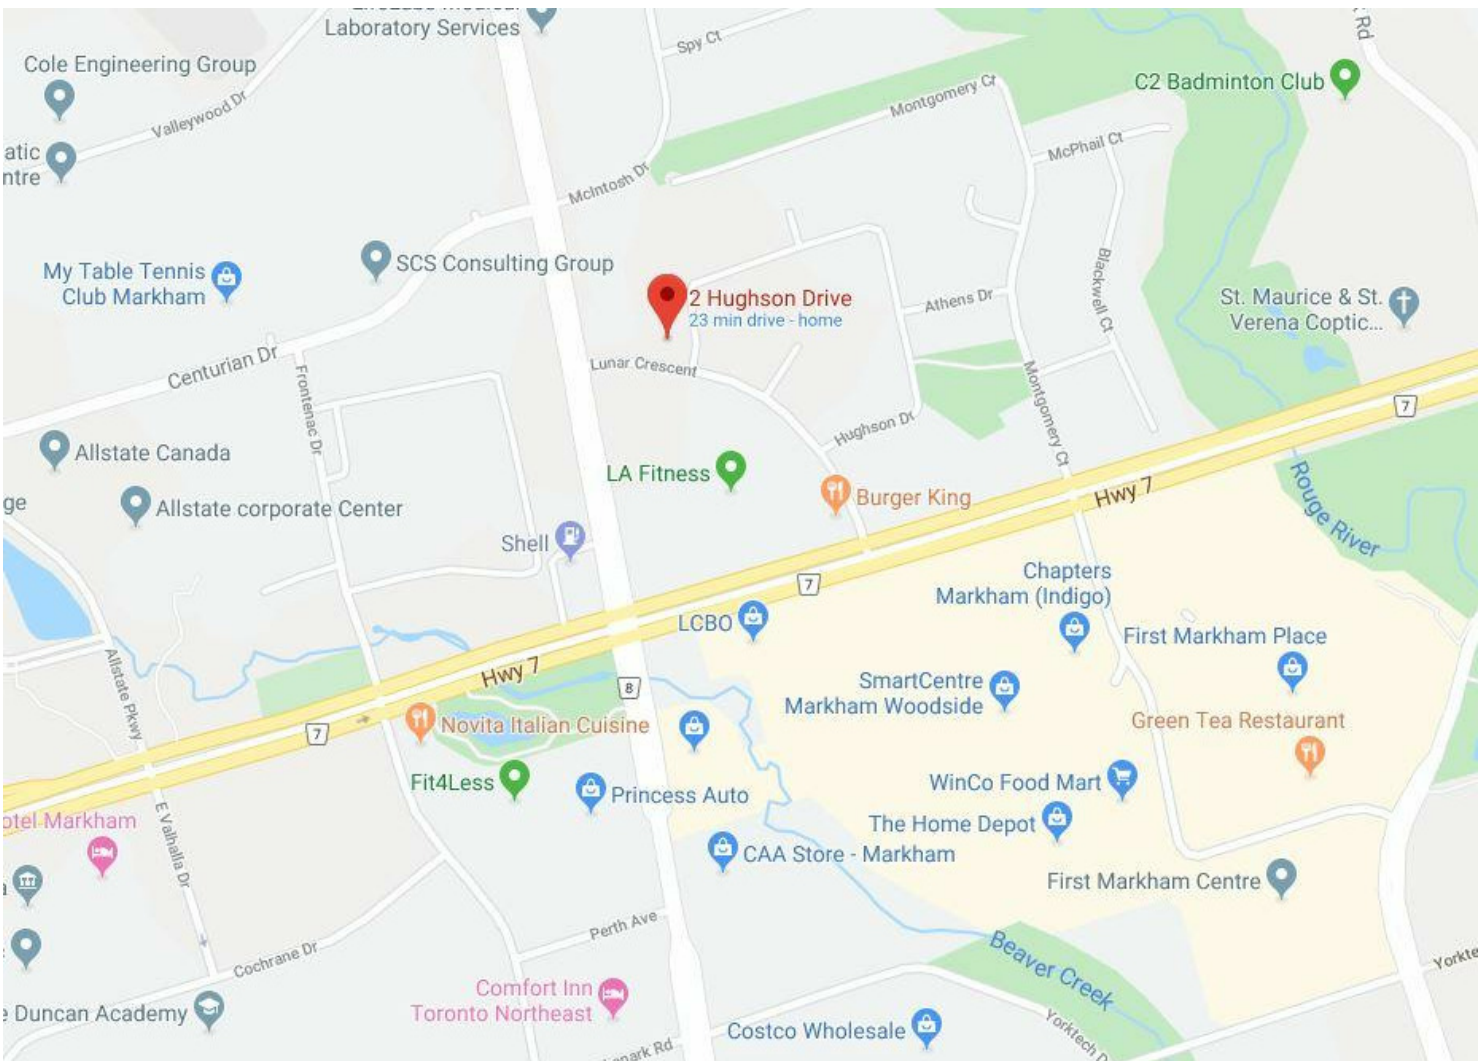 Laboratory Services
Spy Ct
Rd
Cole Engineering Group
C2 Badminton Club
Valleywood Dr
Montgomery Ct
McPhail Ct
atic
ntre
McIntosh Dr
SCS Consulting Group
My Table Tennis
Club Markham
2 Hughson Drive
23 min drive - home
Athens Dr
Blackwell Ct
St. Maurice & St.
Verena Coptic...
Centurian Dr
Frontenac Dr
Lunar Crescent
Montgomery Ct
7
Hughson Dr
Allstate Canada
LA Fitness
Burger King
Hwy 7
Rouge River
ge
Allstate corporate Center
Shell
7
Chapters
Markham (Indigo)
LCBO
First Markham Place
Allstate Pkwy
Hwy 7
8
SmartCentre
Markham Woodside
7
Novita Italian Cuisine
Green Tea Restaurant
Fit4Less
Princess Auto
WinCo Food Mart
otel Markham
The Home Depot
E Valhalla Dr
CAA Store - Markham
First Markham Centre
Perth Ave
Cochrane Dr
Beaver Creek
Yorkte
Comfort Inn
Toronto Northeast
e Duncan Academy
Costco Wholesale
Yorktech D
park Rd